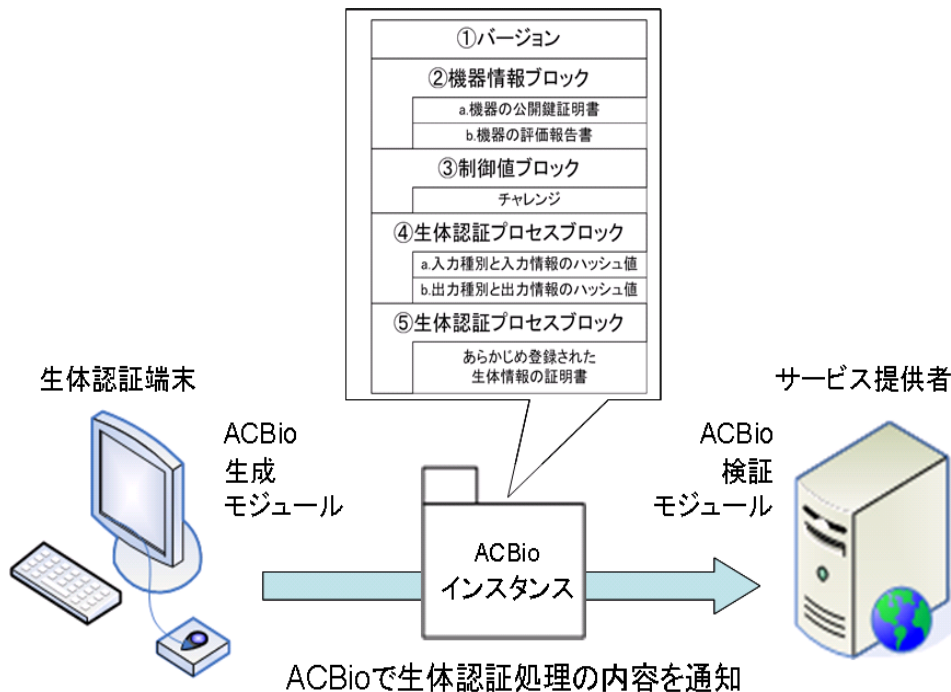 ①バージョン
②機器情報ブロック
a.機器の公開鍵証明書
b.機器の評価報告書
③制御値ブロック
チャレンジ
④生体認証プロセスブロック
a.入力種別と入力情報のハッシュ値
b.出力種別と出力情報のハッシュ値
⑤生体認証プロセスブロック
あらかじめ登録された
生体情報の証明書
生体認証端末
サービス提供者
ACBio
生成
モジュール
ACBio
検証
モジュール
ACBio
インスタンス
ACBioで生体認証処理の内容を通知